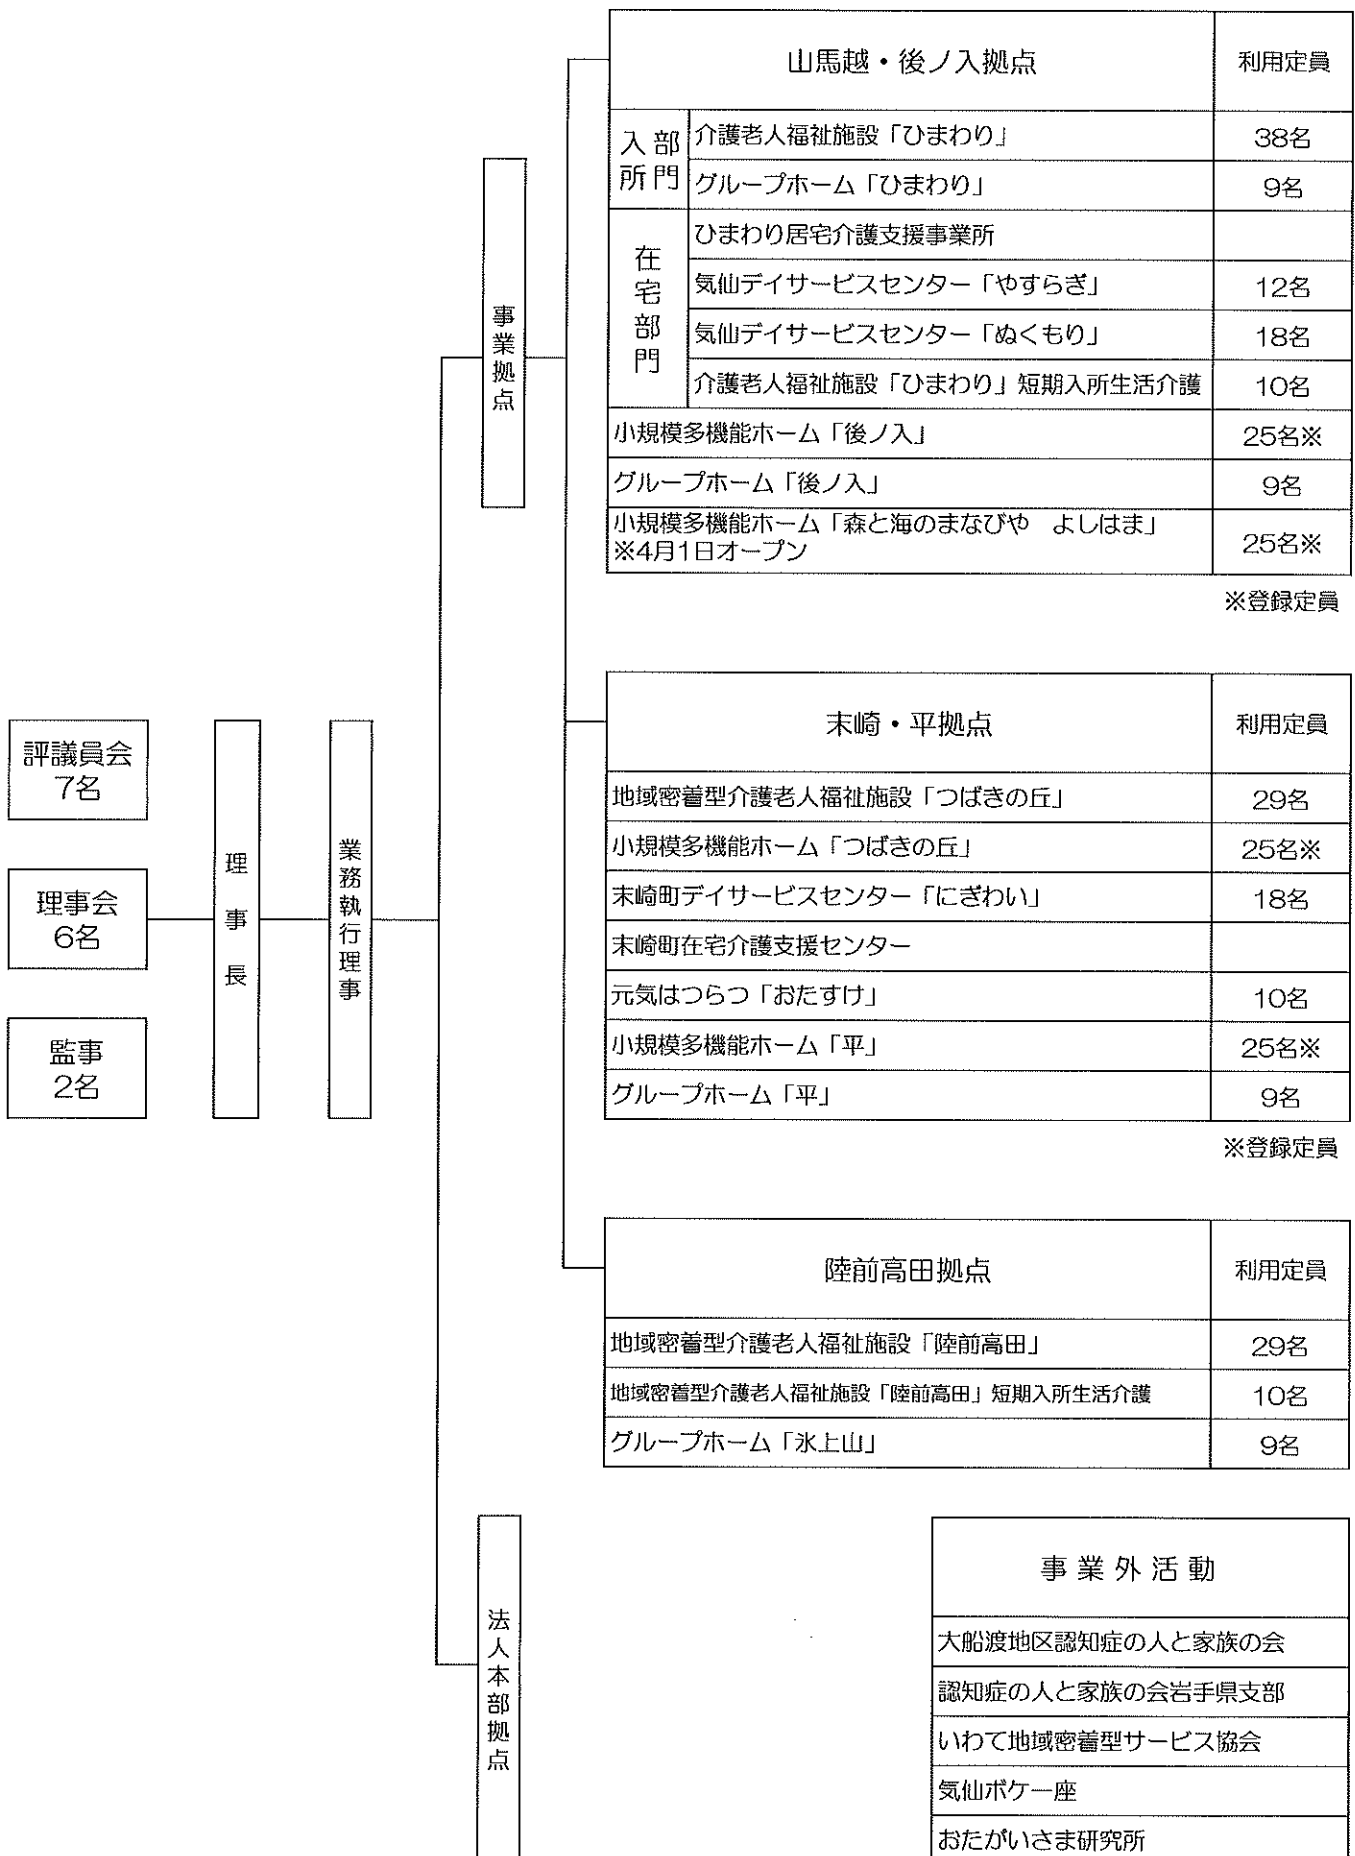 評議員会
7名
理事会
6名
監事
2名
理事長
業務執行理事
事業拠点
法人本部拠点
山馬越・後ノ入拠点 利用定員
入所部門
介護老人福祉施設「ひまわり」 38名
グループホーム「ひまわり」 9名
在宅部門
ひまわり居宅介護支援事業所
気仙デイサービスセンター「やすらぎ」 12名
気仙デイサービスセンター「ぬくもり」 18名
介護老人福祉施設「ひまわり」短期入所生活介護 10名
小規模多機能ホーム「後ノ入」 25名※
グループホーム「後ノ入」 9名
小規模多機能ホーム「森と海のまなびや よしはま」 25名※
※4月1日オープン
※登録定員
末崎・平拠点 利用定員
地域密着型介護老人福祉施設「つばきの丘」 29名
小規模多機能ホーム「つばきの丘」 25名※
末崎町デイサービスセンター「にぎわい」 18名
末崎町在宅介護支援センター
元気はつらつ「おたすけ」 10名
小規模多機能ホーム「平」 25名※
グループホーム「平」 9名
※登録定員
陸前高田拠点 利用定員
地域密着型介護老人福祉施設「陸前高田」 29名
地域密着型介護老人福祉施設「陸前高田」短期入所生活介護 10名
グループホーム「氷上山」 9名
事業外活動
大船渡地区認知症の人と家族の会
認知症の人と家族の会岩手県支部
いわて地域密着型サービス協会
気仙ボケ一座
おたがいさま研究所